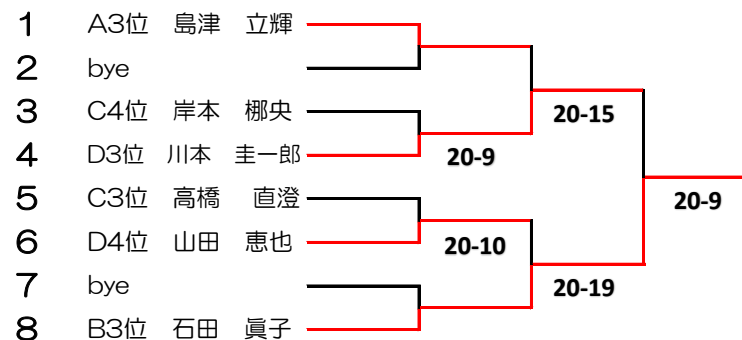 1 A3位 島津 立輝
2 bye
3 C4位 岸本 梛央
20-15
4 D3位 川本 圭一郎
20-9
5 C3位 高橋 直澄
20-9
6 D4位 山田 恵也
20-10
7 bye
20-19
8 B3位 石田 眞子